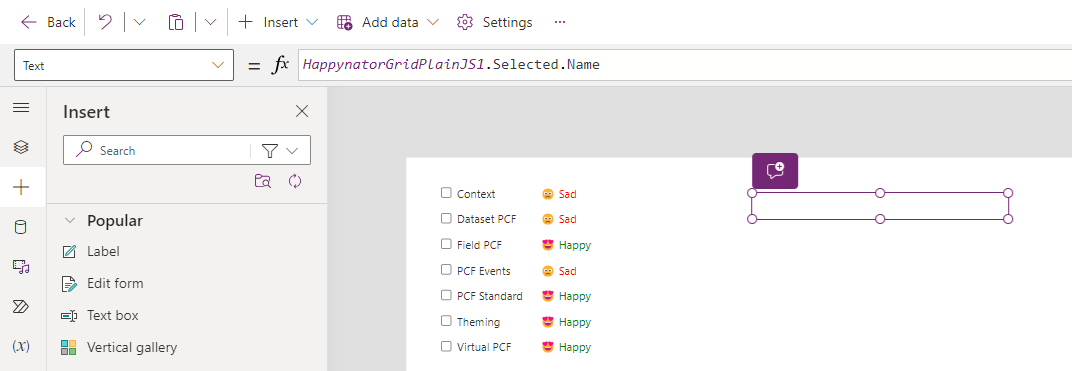 Back Insert Add data Settings ...
Text = fx HappynatorGridPlainJS1.Selected.Name
Insert
Search
Popular
Label
Edit form
Text box
Vertical gallery
(x)
Context Sad
Dataset PCF Sad
Field PCF Happy
PCF Events Sad
PCF Standard Happy
Theming Happy
Virtual PCF Happy